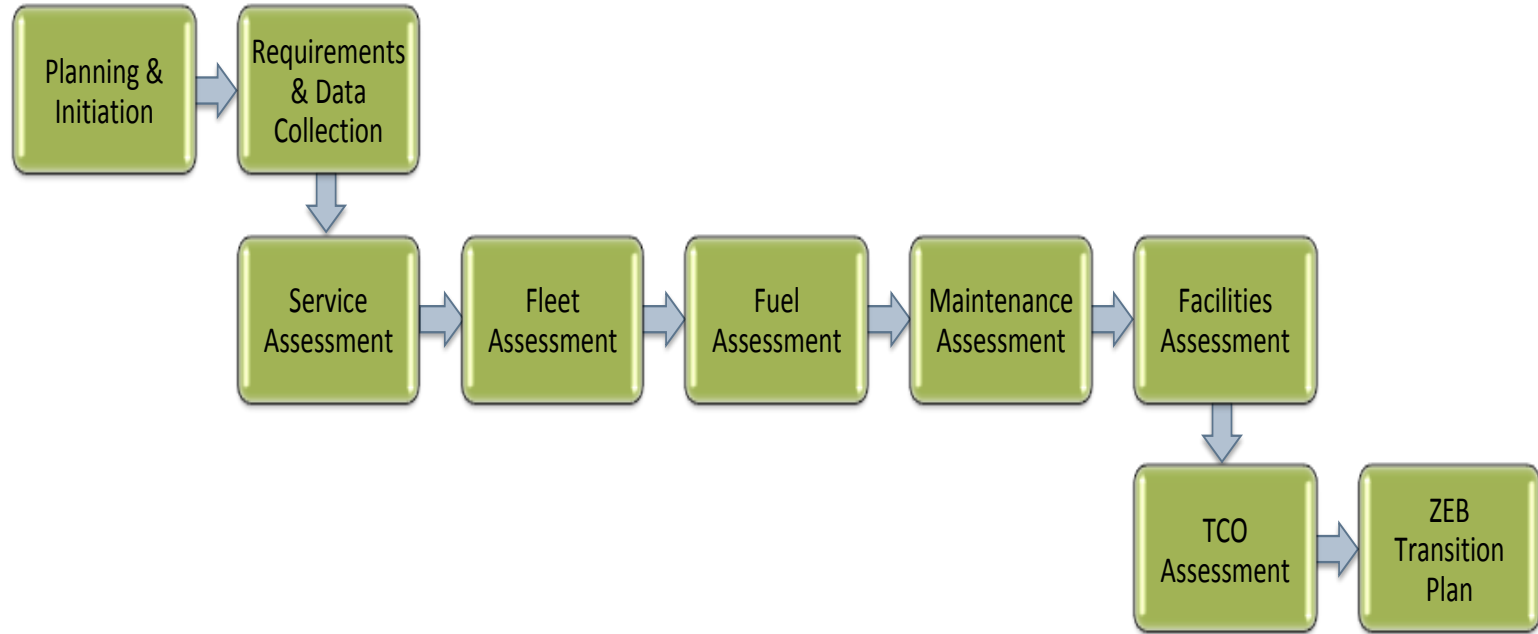 Planning &
Initiation
Requirements
& Data
Collection
Service
Assessment
Fleet
Assessment
Fuel
Assessment
Maintenance
Assessment
Facilities
Assessment
TCO
Assessment
ZEB
Transition
Plan